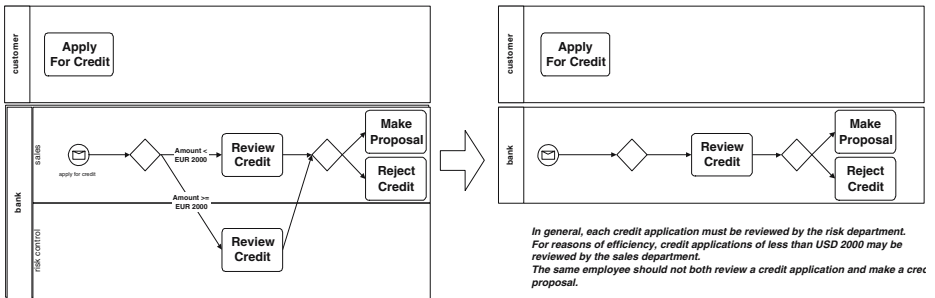 customer
Apply
For Credit
bank
sales
risk control
apply for credit
Amount <
EUR 2000
Amount >=
EUR 2000
Review
Credit
Review
Credit
Make
Proposal
Reject
Credit
customer
Apply
For Credit
bank
Review
Credit
Make
Proposal
Reject
Credit
In general, each credit application must be reviewed by the risk department.
For reasons of efficiency, credit applications of less than USD 2000 may be
reviewed by the sales department.
The same employee should not both review a credit application and make a cred
proposal.